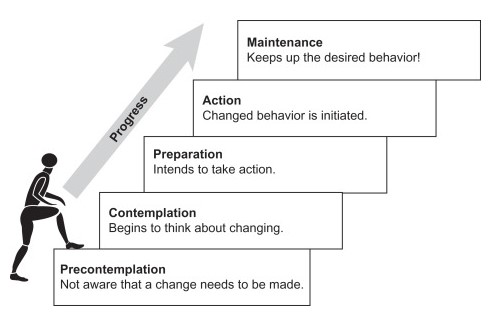 Maintenance
Keeps up the desired behavior!
Action
Changed behavior is initiated.
Progress
Preparation
Intends to take action.
Contemplation
Begins to think about changing.
Precontemplation
Not aware that a change needs to be made.